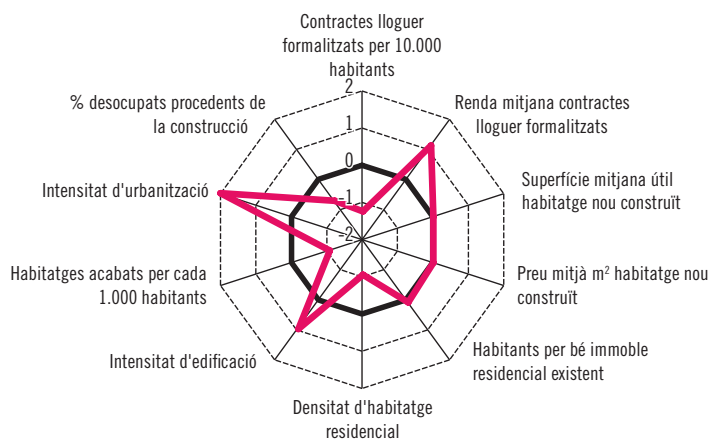 Contractes lloguer
formalitzats per 10.000
habitants
2
1
0
-1
-2
Renda mitjana contractes
lloguer formalitzats
Superfície mitjana útil
habitatge nou construït
Preu mitjà m² habitatge nou
construït
Habitants per bé immoble
residencial existent
Densitat d'habitatge
residencial
Intensitat d'edificació
Habitatges acabats per cada
1.000 habitants
Intensitat d'urbanització
% desocupats procedents de
la construcció